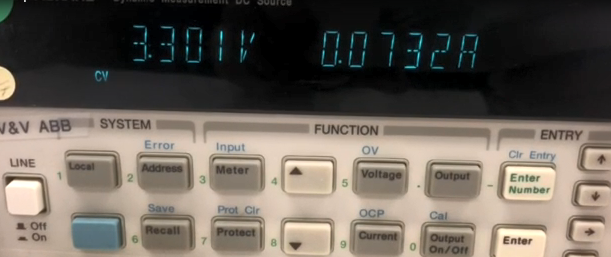 Dynamic Measurement DC Source
3.301V 0.0732A
CV
V&V ABB SYSTEM FUNCTION ENTRY
Error Input OV Clr Entry
LINE
1 Local 2 Address 3 Meter 4 5 Voltage . Output - Enter Number
Save Prot Clr OCP Cal
Off
On
6 Recall 7 Protect 8 9 Current 0 Output On/Off Enter